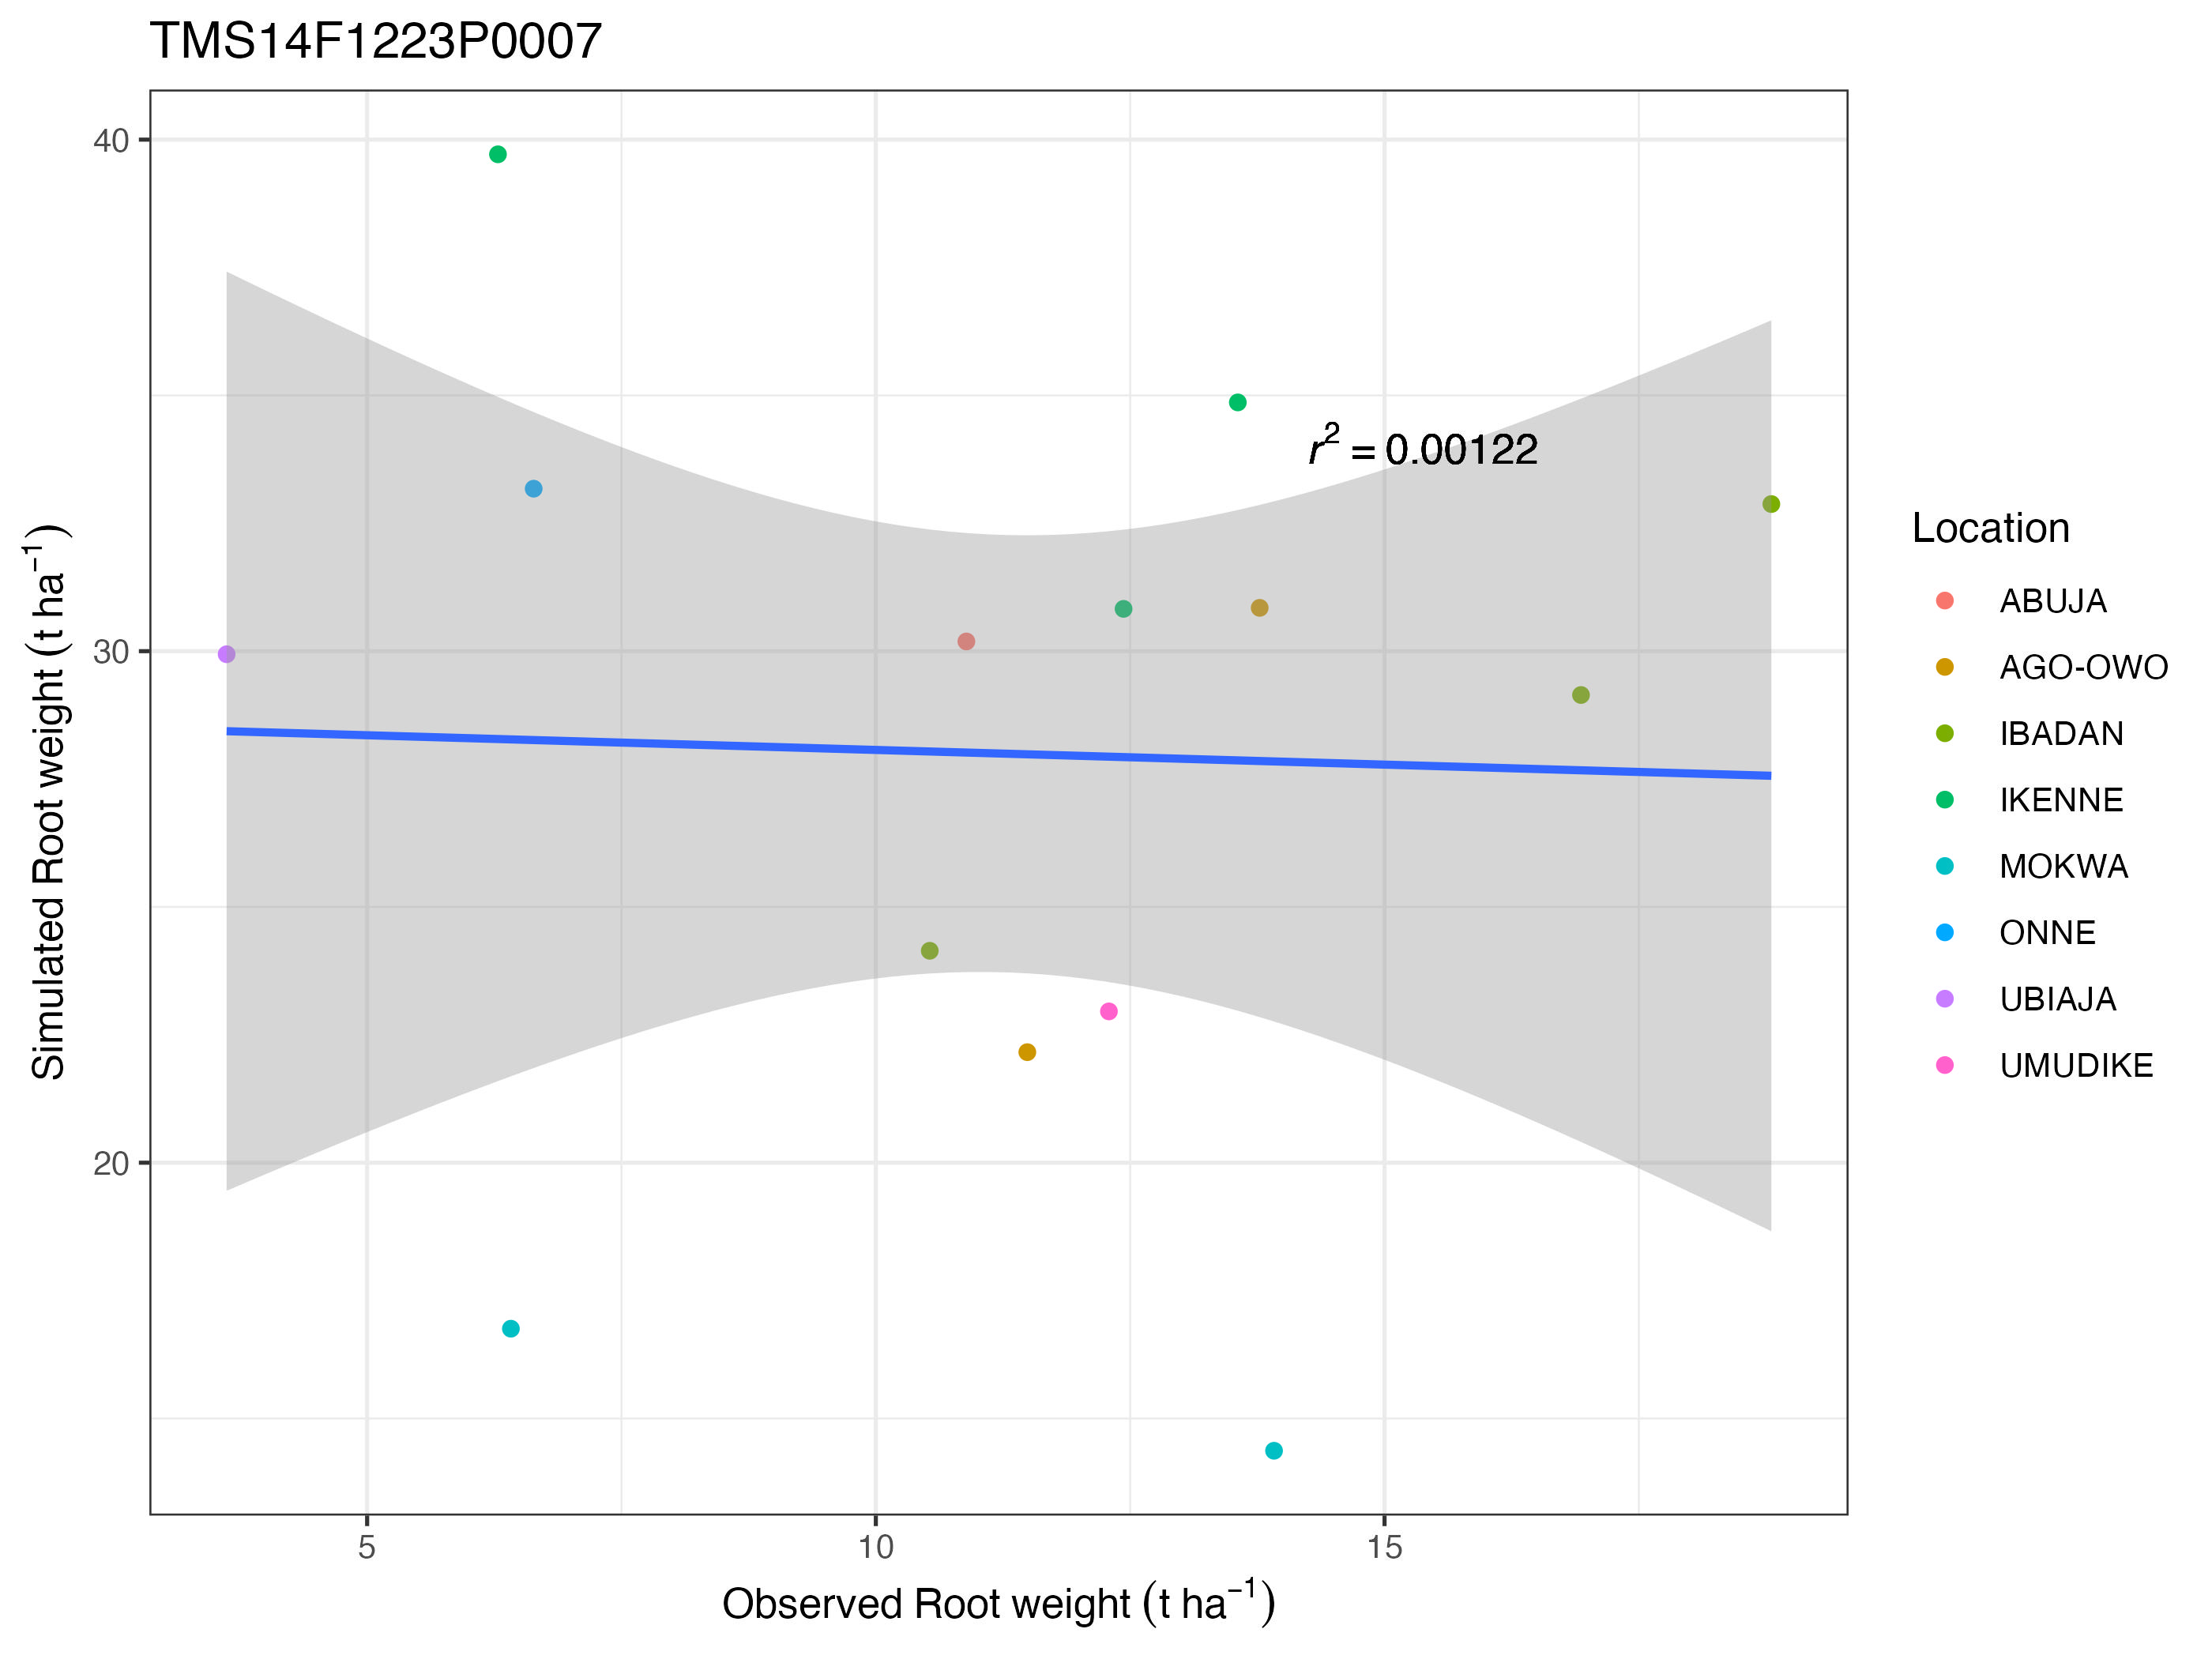 TMS14F1223P0007
40
30
20
Simulated Root weight (t ha⁻¹)
r² = 0.00122
5 10 15
Observed Root weight (t ha⁻¹)
Location
ABUJA
AGO-OWO
IBADAN
IKENNE
MOKWA
ONNE
UBIAJA
UMUDIKE